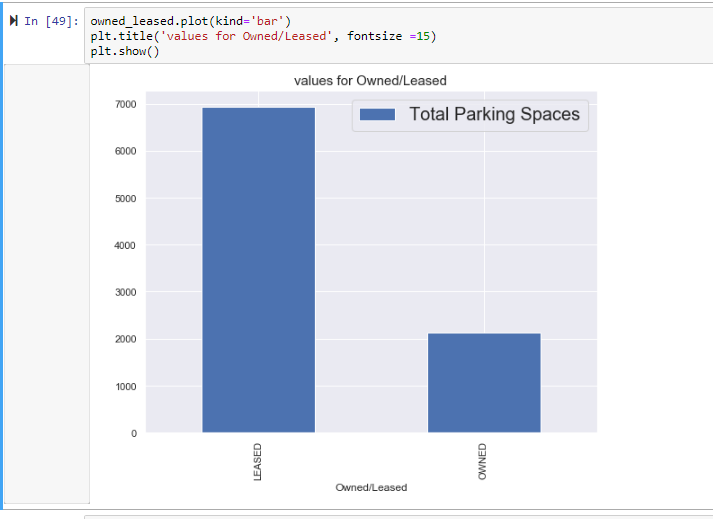 In [49]:
owned_leased.plot(kind='bar')
plt.title('values for Owned/Leased', fontsize =15)
plt.show()
values for Owned/Leased
Total Parking Spaces
7000
6000
5000
4000
3000
2000
1000
0
LEASED
OWNED
Owned/Leased